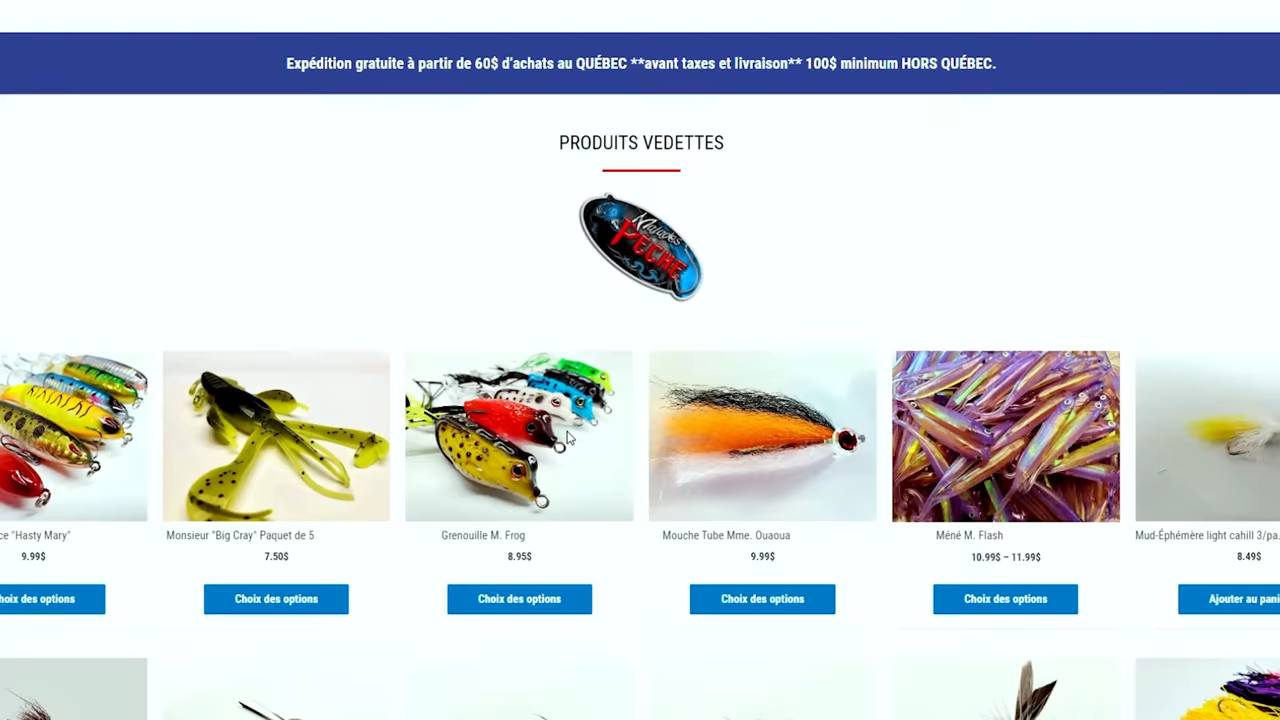 Expédition gratuite à partir de 60$ d'achats au QUÉBEC **avant taxes et livraison** 100$ minimum HORS QUÉBEC.
PRODUITS VEDETTES
Malades
PÊCHE
ce "Hasty Mary"
Monsieur "Big Cray" Paquet de 5
Grenouille M. Frog
Mouche Tube Mme. Ouaoua
Méné M. Flash
Mud-Éphémère light cahill 3/pa.
9.99$
7.50$
8.95$
9.99$
10.99$ – 11.99$
8.49$
hoix des options
Choix des options
Choix des options
Choix des options
Choix des options
Ajouter au pani